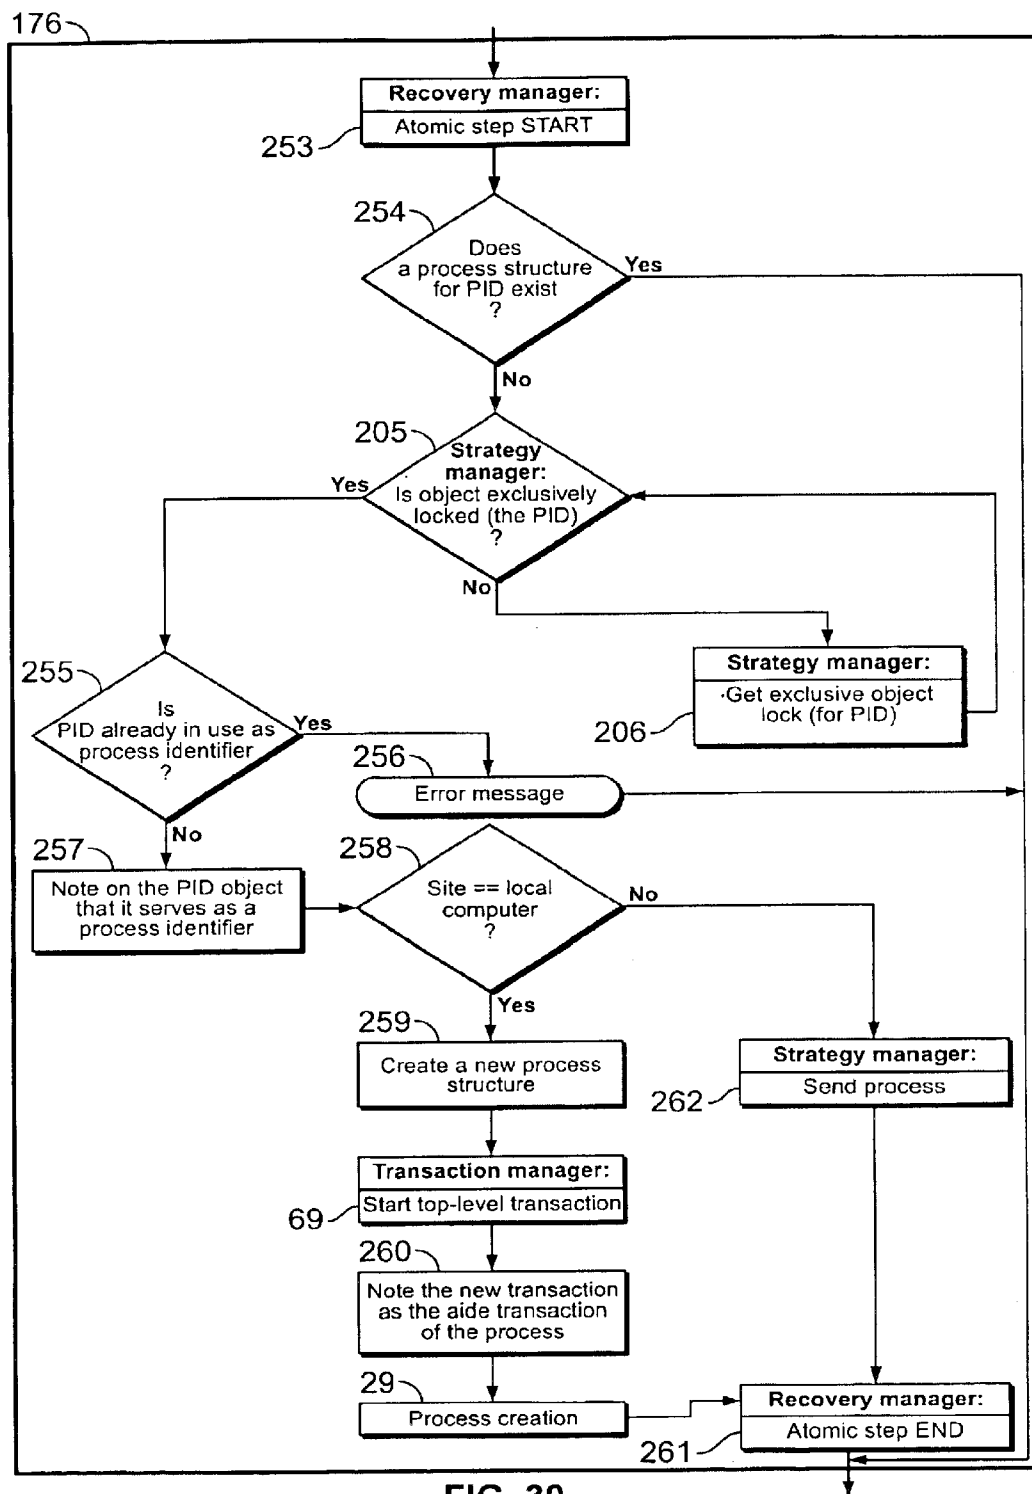 176
Recovery manager:
Atomic step START
253
254
Does
a process structure
for PID exist
?
Yes
No
205
Strategy
manager:
Is object exclusively
locked (the PID)
?
Yes
No
Strategy manager:
Get exclusive object
lock (for PID)
206
255
Is
PID already in use as
process identifier
?
Yes
No
256
Error message
257
Note on the PID object
that it serves as a
process identifier
258
Site == local
computer
?
No
Yes
259
Create a new process
structure
Strategy manager:
Send process
262
Transaction manager:
Start top-level transaction
69
260
Note the new transaction
as the aide transaction
of the process
29
Process creation
Recovery manager:
Atomic step END
261